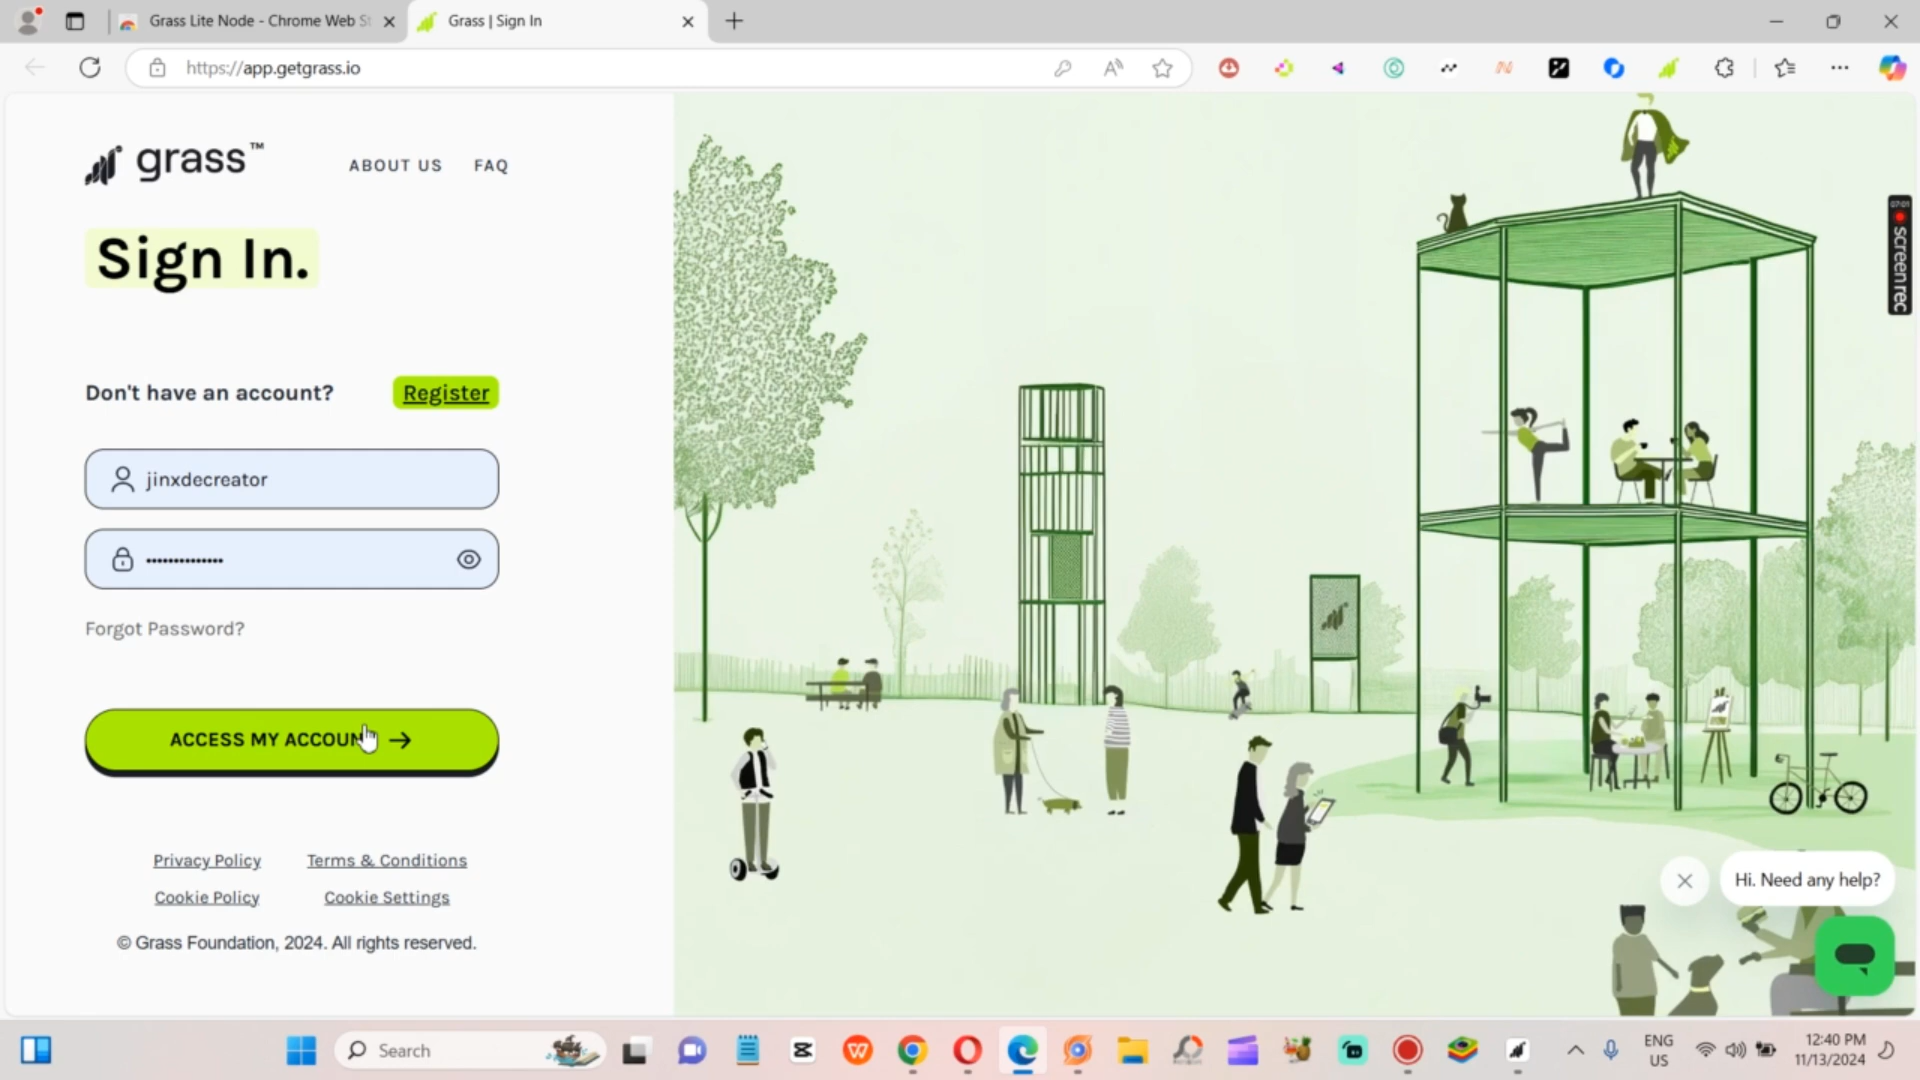 Grass Lite Node - Chrome Web St
Grass | Sign In
https://app.getgrass.io
grass™
ABOUT US
FAQ
Sign In.
Don't have an account?
Register
jinxdecreator
••••••••••••••
Forgot Password?
ACCESS MY ACCOUNT →
Privacy Policy
Terms & Conditions
Cookie Policy
Cookie Settings
© Grass Foundation, 2024. All rights reserved.
07:05
screenrec
Hi. Need any help?
Search
ENG
US
12:40 PM
11/13/2024